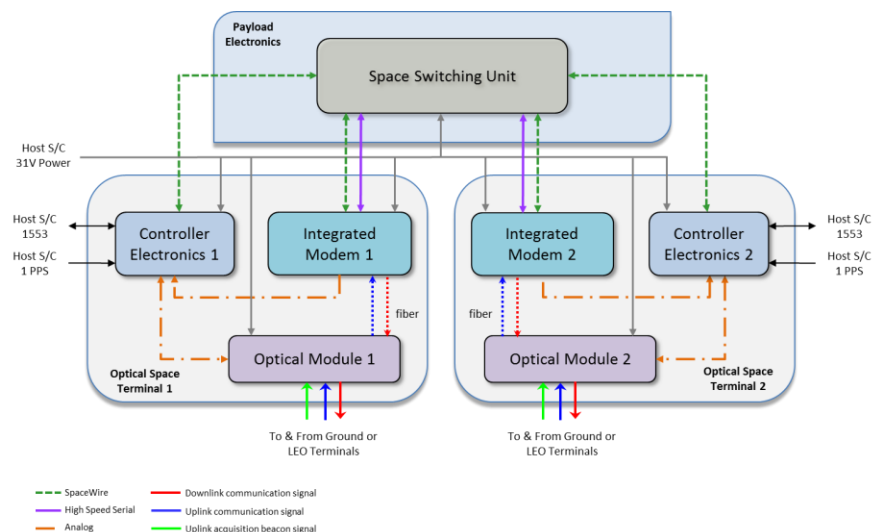 Payload
Electronics
Space Switching Unit
Host S/C
31V Power
Host S/C
1553
Host S/C
1 PPS
Controller
Electronics 1
Integrated
Modem 1
Integrated
Modem 2
Controller
Electronics 2
Host S/C
1553
Host S/C
1 PPS
fiber
fiber
Optical Module 1
Optical Module 2
Optical Space
Terminal 1
Optical Space
Terminal 2
To & From Ground or
LEO Terminals
To & From Ground or
LEO Terminals
SpaceWire
High Speed Serial
Analog
Downlink communication signal
Uplink communication signal
Uplink acquisition beacon signal